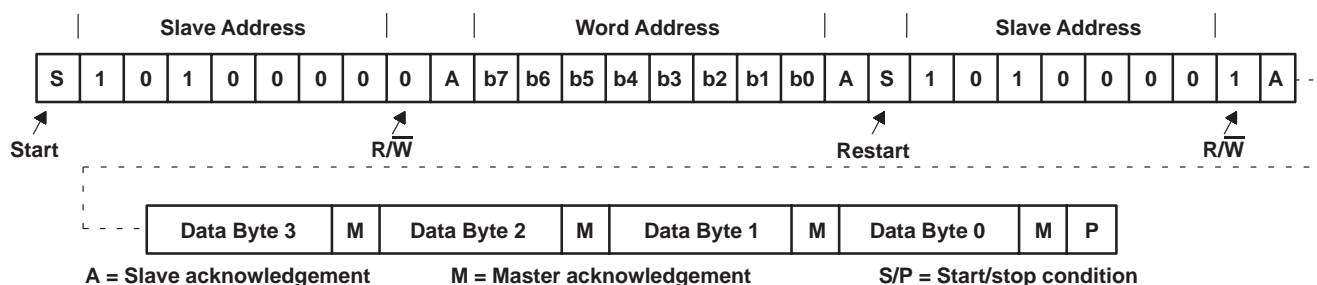 Slave Address Word Address Slave Address
S 1 0 1 0 0 0 0 0 A b7 b6 b5 b4 b3 b2 b1 b0 A S 1 0 1 0 0 0 0 1 A
Start R/W̅ Restart R/W̅
Data Byte 3 M Data Byte 2 M Data Byte 1 M Data Byte 0 M P
A = Slave acknowledgement M = Master acknowledgement S/P = Start/stop condition